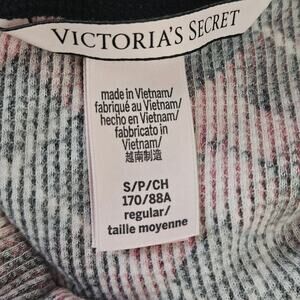 VICTORIA'S SECRET
made in Vietnam/
fabriqué au Vietnam/
hecho en Vietnam/
fabbricato in
Vietnam/
越南制造
S/P/CH
170/88A
regular/
taille moyenne